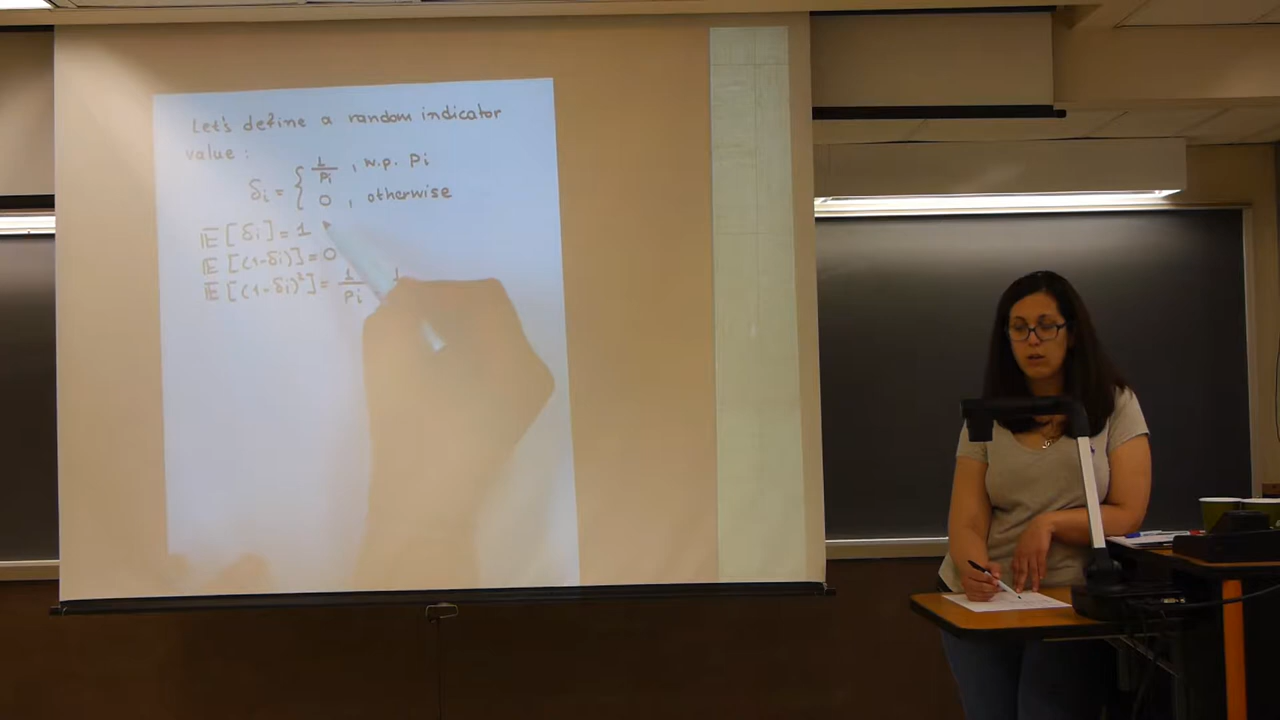 Let's define a random indicator
value :
δi = { 1/Pi , w.p. Pi
0 , otherwise
𝔼 [δi] = 1
𝔼 [(1-δi)] = 0
𝔼 [(1-δi)²] = 1/Pi